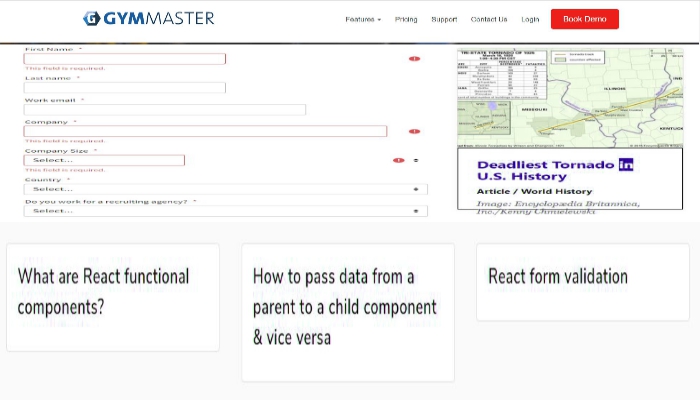 GYMMASTER
Features Pricing Support Contact Us Login Book Demo
First Name *
This field is required.
Last name *
Work email *
Company *
This field is required.
Company Size *
Select...
This field is required.
Country *
Select...
Do you work for a recruiting agency? *
Select...
TRI-STATE TORNADO OF 1925
MISSOURI
ILLINOIS
KENTUCKY
Deadliest Tornado in
U.S. History
Article / World History
Image: Encyclopædia Britannica,
Inc./Kenny Chmielewski
What are React functional
components?
How to pass data from a
parent to a child component
& vice versa
React form validation